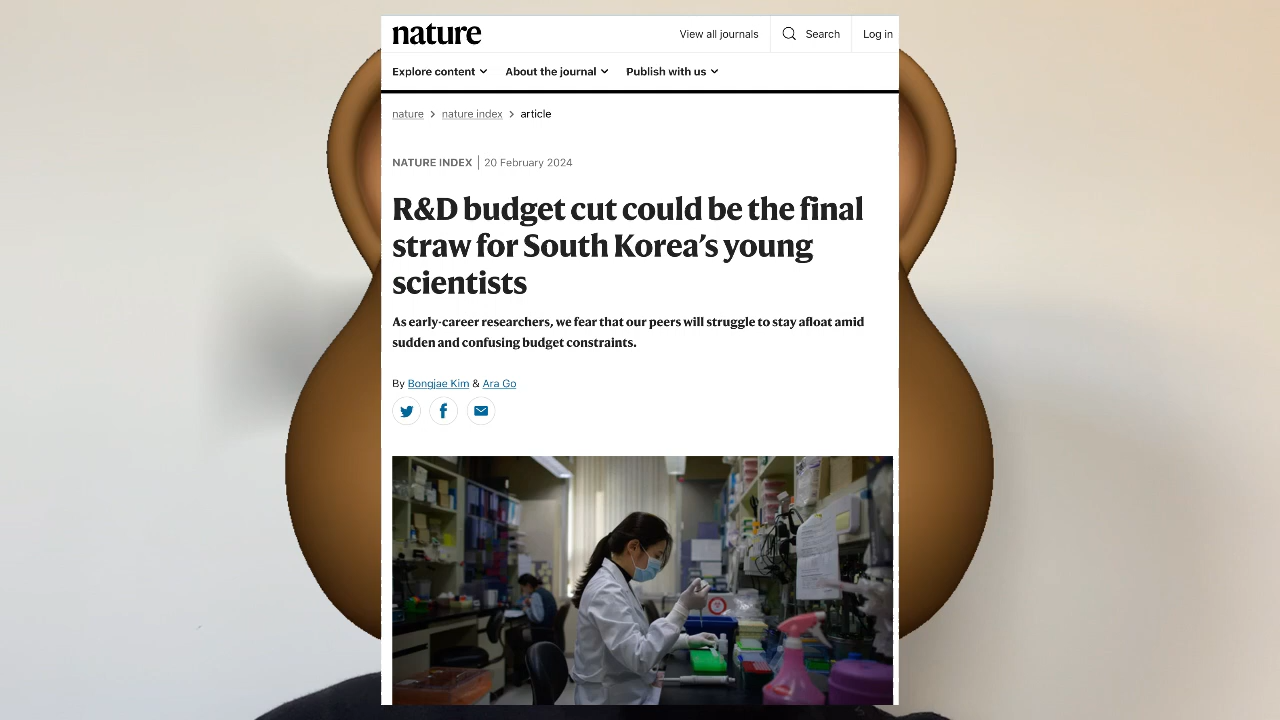 nature
View all journals
Search
Log in
Explore content
About the journal
Publish with us
nature > nature index > article
NATURE INDEX | 20 February 2024
R&D budget cut could be the final
straw for South Korea’s young
scientists
As early-career researchers, we fear that our peers will struggle to stay afloat amid
sudden and confusing budget constraints.
By Bongjae Kim & Ara Go